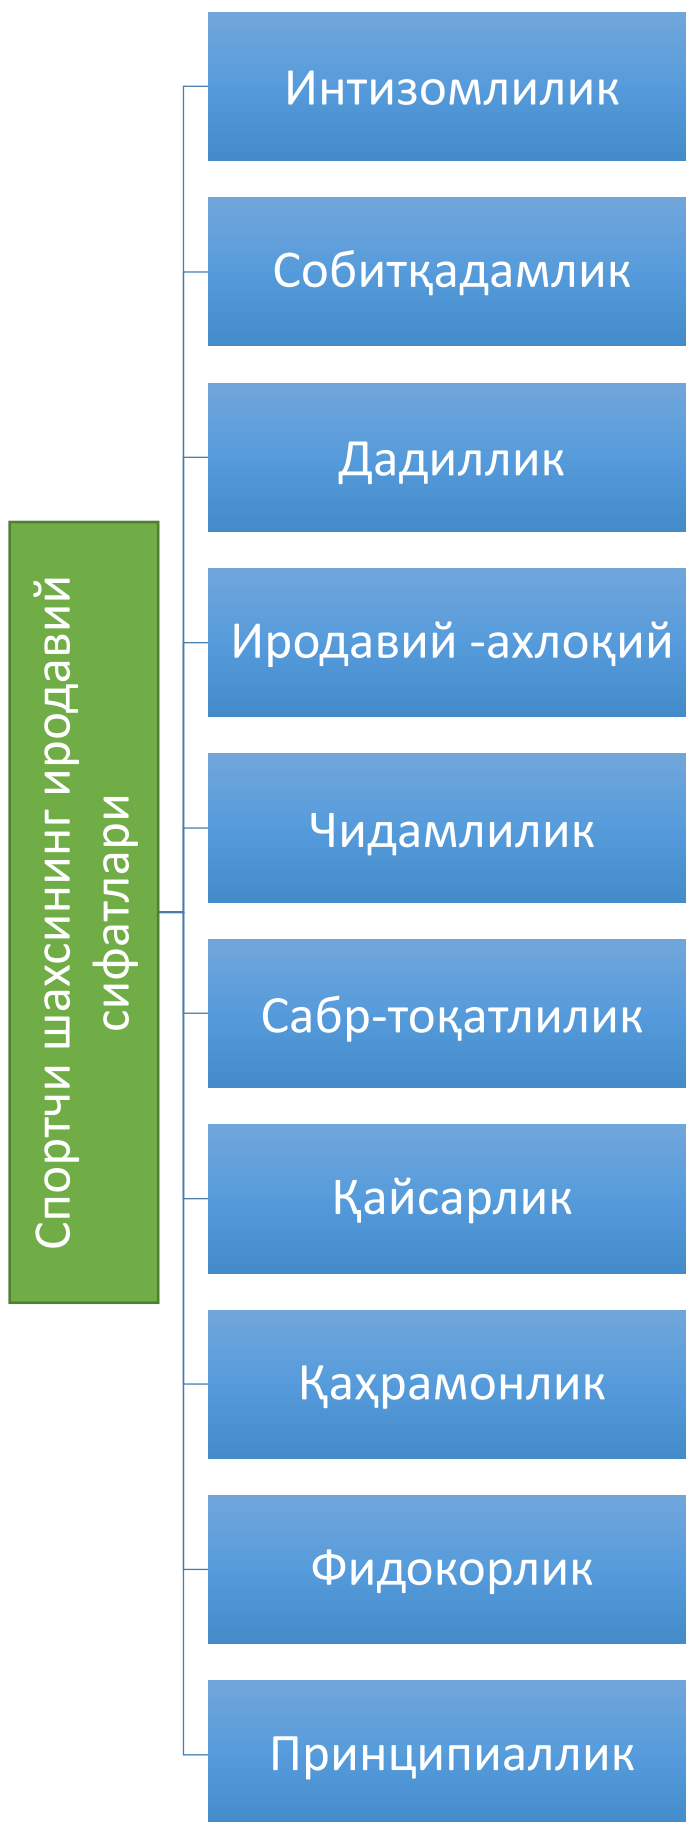 Спортчи шахсининг иродавий
сифатлари
Интизомлилик
Собитқадамлик
Дадиллик
Иродавий -ахлоқий
Чидамлилик
Сабр-тоқатлилик
Қайсарлик
Қаҳрамонлик
Фидокорлик
Принципиаллик